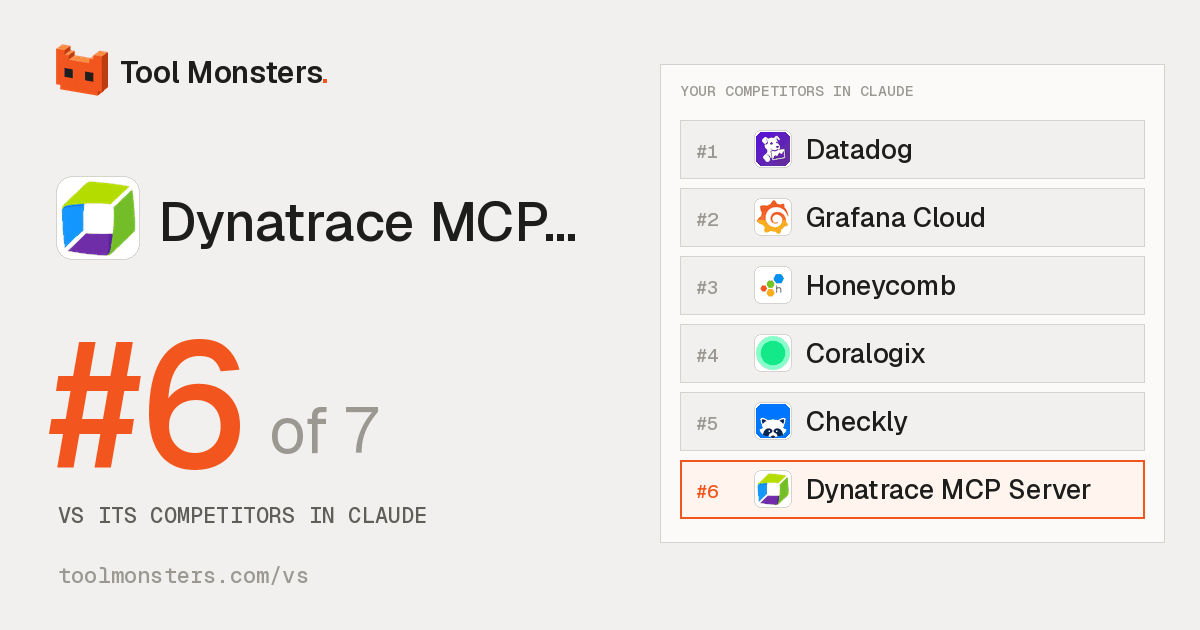 Tool Monsters.
Dynatrace MCP...
#6 of 7
VS ITS COMPETITORS IN CLAUDE
toolmonsters.com/vs
YOUR COMPETITORS IN CLAUDE
#1 Datadog
#2 Grafana Cloud
#3 h Honeycomb
#4 Coralogix
#5 Checkly
#6 Dynatrace MCP Server